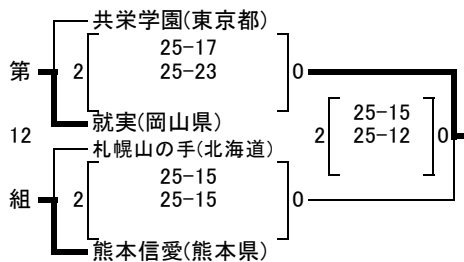 共栄学園(東京都)
25-17
第 2 25-23 0
25-15
就実(岡山県) 2 25-12 0
12
札幌山の手(北海道)
25-15
組 2 25-15 0
熊本信愛(熊本県)